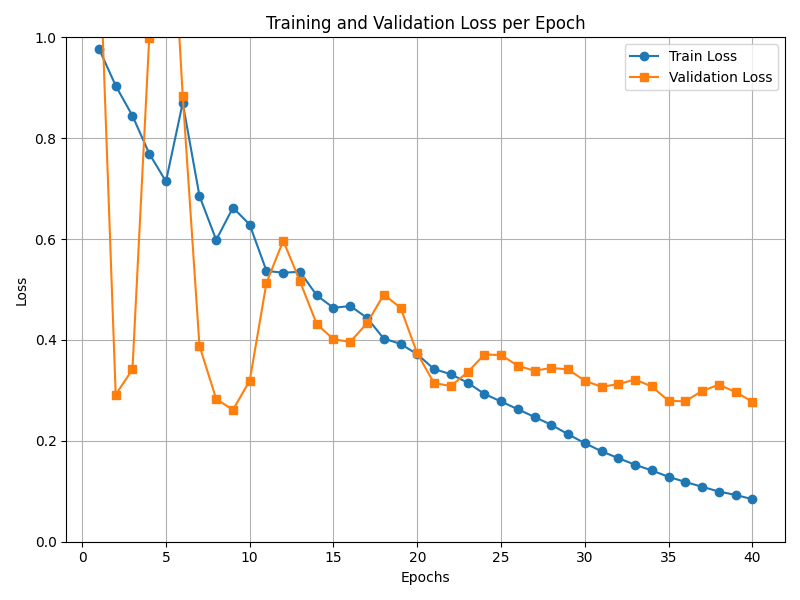 Training and Validation Loss per Epoch
Train Loss
Validation Loss
1.0
0.8
0.6
0.4
0.2
0.0
Loss
0 5 10 15 20 25 30 35 40
Epochs